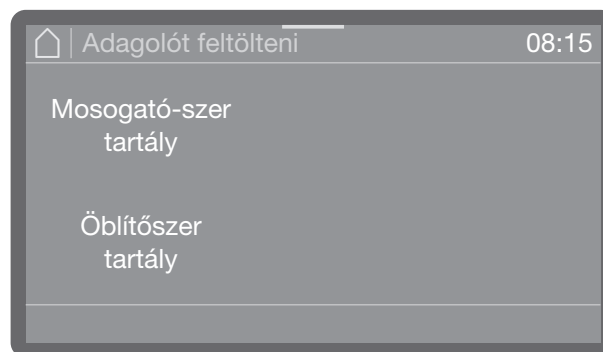 Adagolót feltölteni 08:15
Mosogató-szer
tartály
Öblítőszer
tartály